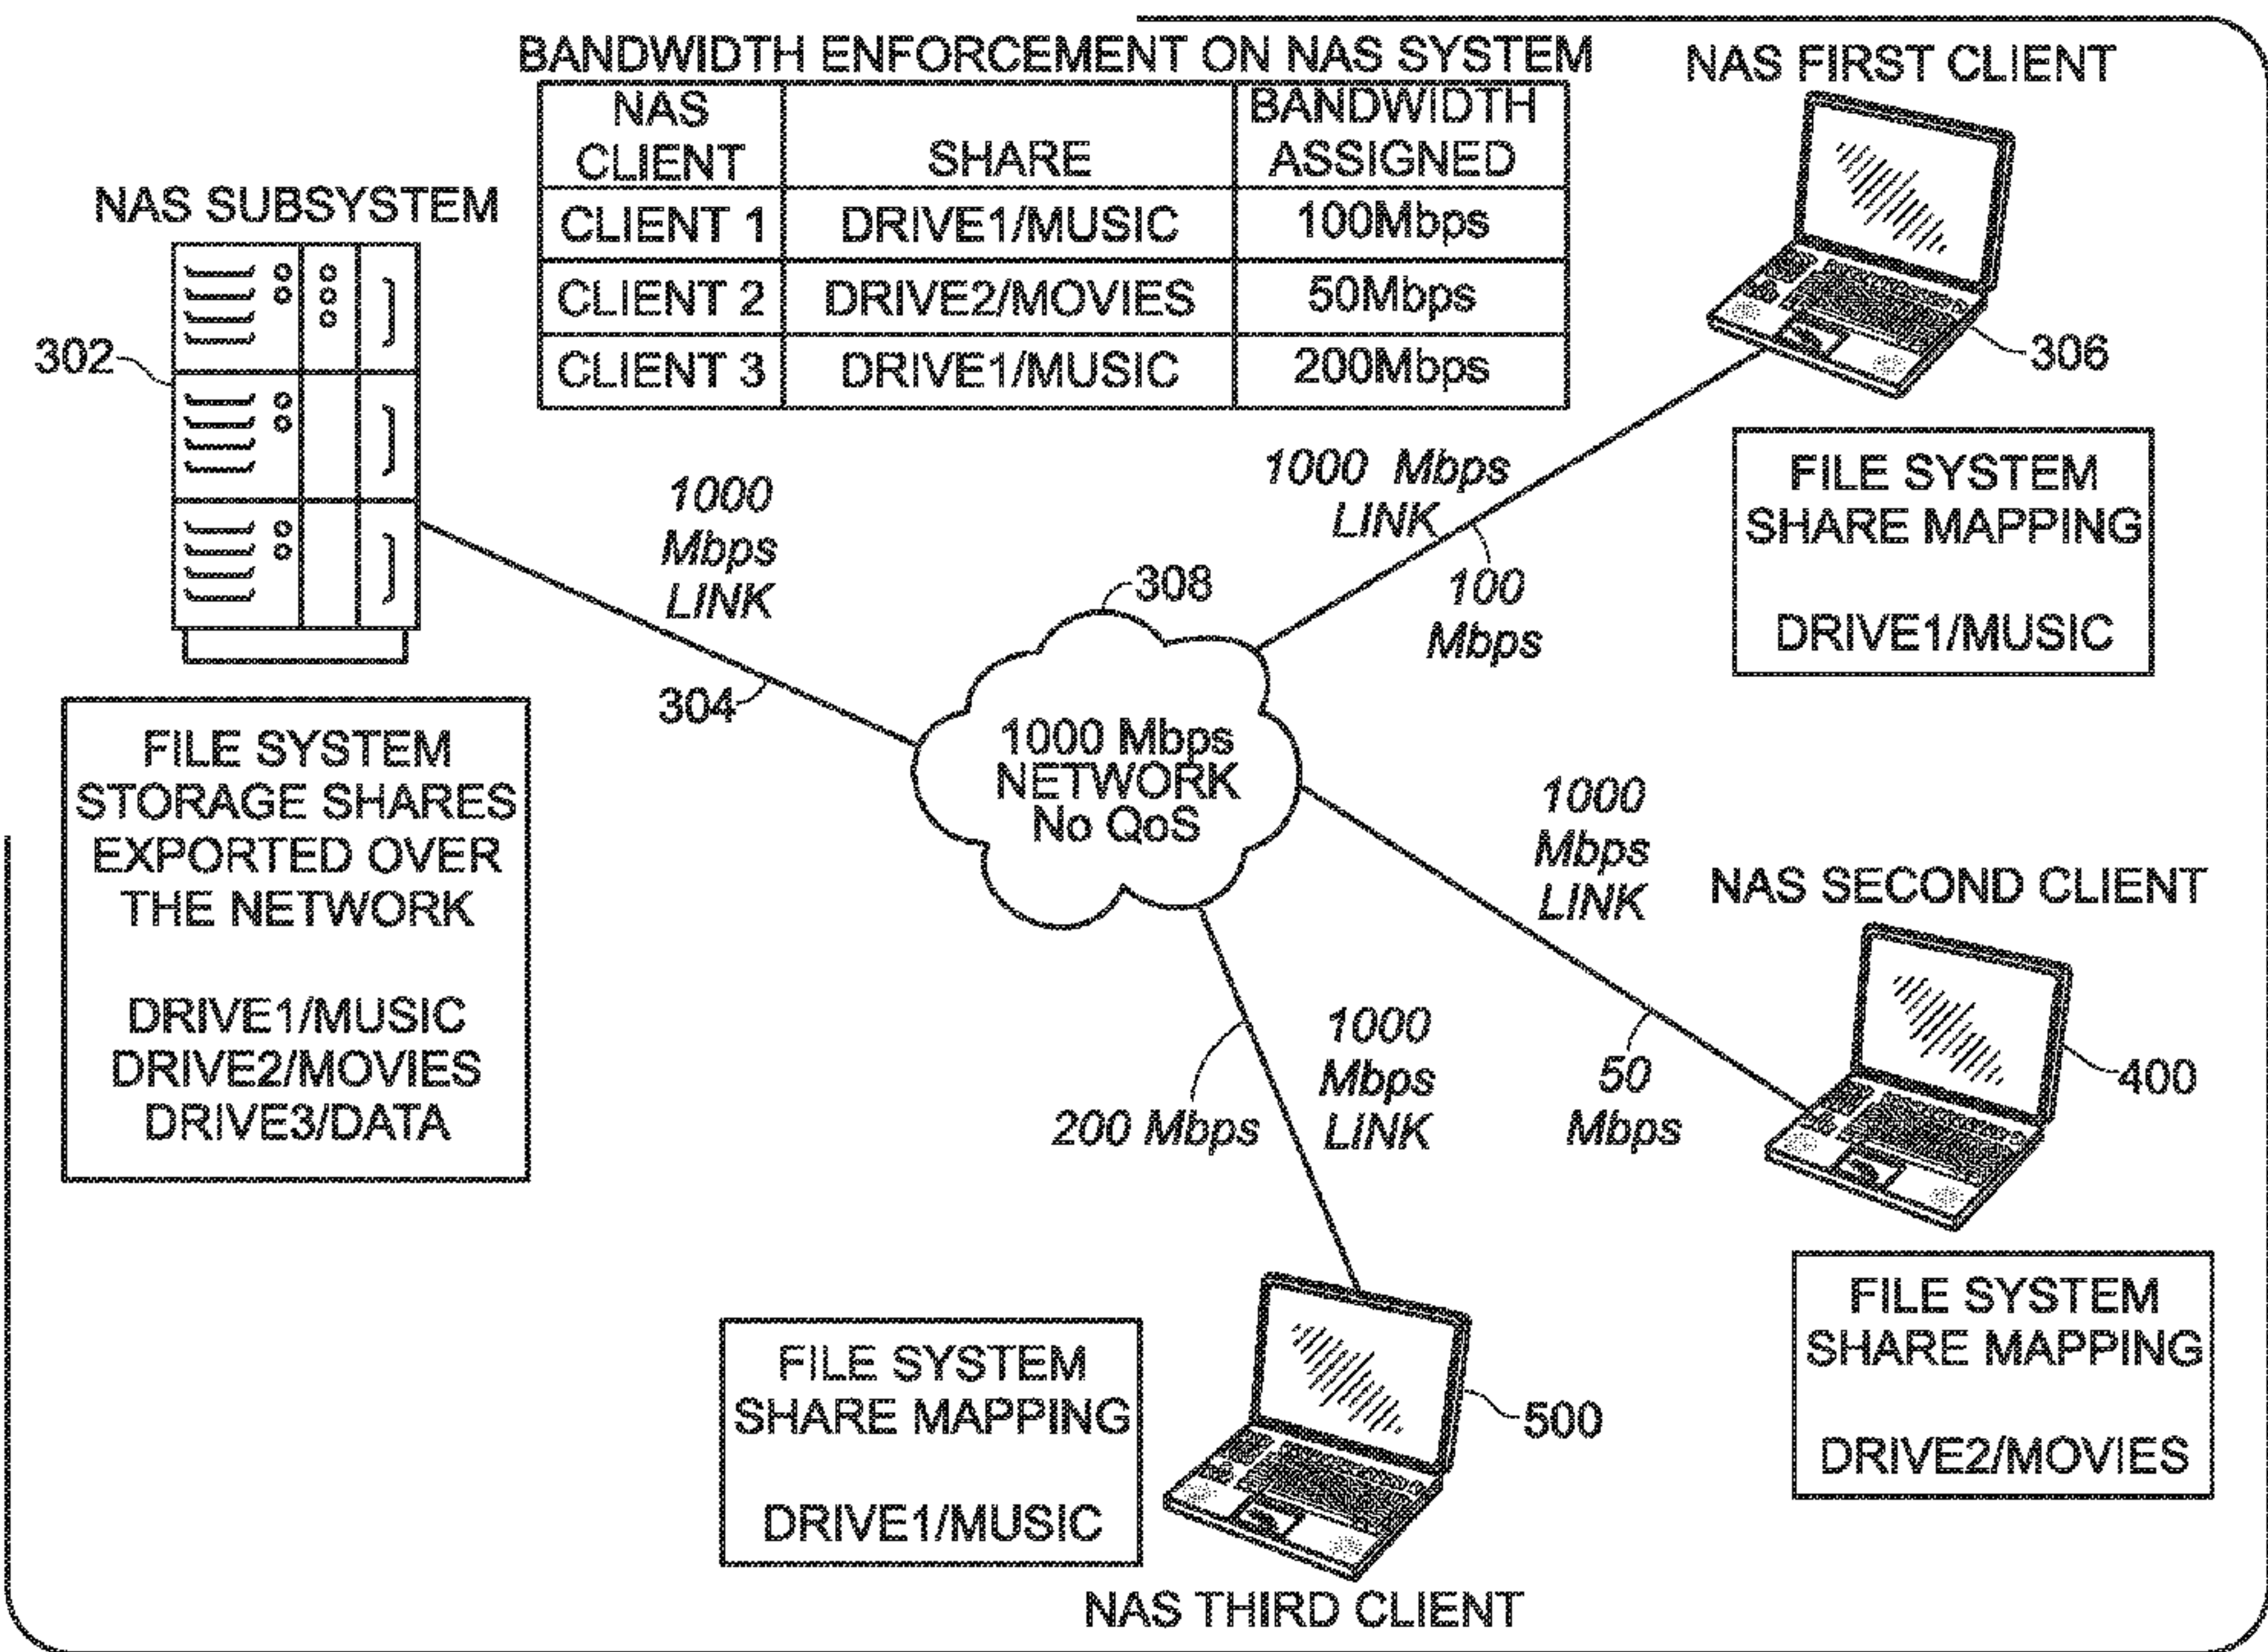 BANDWIDTH ENFORCEMENT ON NAS SYSTEM
NAS CLIENT SHARE BANDWIDTH ASSIGNED
CLIENT 1 DRIVE1/MUSIC 100Mbps
CLIENT 2 DRIVE2/MOVIES 50Mbps
CLIENT 3 DRIVE1/MUSIC 200Mbps
NAS SUBSYSTEM
302
FILE SYSTEM
STORAGE SHARES
EXPORTED OVER
THE NETWORK
DRIVE1/MUSIC
DRIVE2/MOVIES
DRIVE3/DATA
1000
Mbps
LINK
304
308
1000 Mbps
NETWORK
No QoS
NAS FIRST CLIENT
306
1000 Mbps
LINK
100
Mbps
FILE SYSTEM
SHARE MAPPING
DRIVE1/MUSIC
1000
Mbps
LINK
50
Mbps
NAS SECOND CLIENT
400
FILE SYSTEM
SHARE MAPPING
DRIVE2/MOVIES
200 Mbps
1000
Mbps
LINK
500
FILE SYSTEM
SHARE MAPPING
DRIVE1/MUSIC
NAS THIRD CLIENT